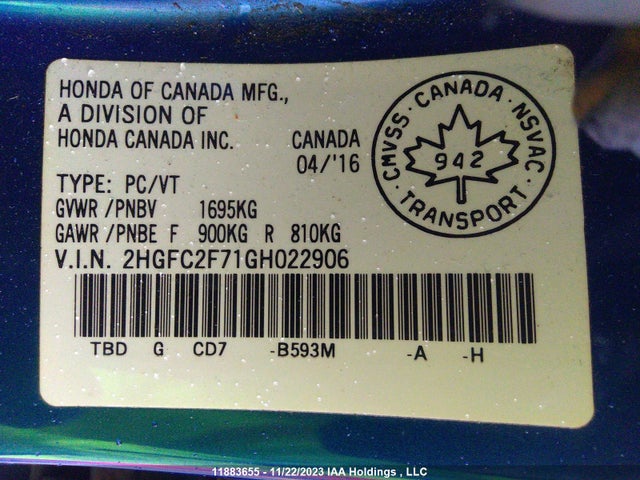 HONDA OF CANADA MFG.,
A DIVISION OF
HONDA CANADA INC.
CANADA
04/'16
CMVSS · CANADA · NSVAC · TRANSPORT ·
942
TYPE: PC/VT
GVWR /PNBV 1695KG
GAWR /PNBE F 900KG R 810KG
V.I.N. 2HGFC2F71GH022906
TBD G CD7 -B593M -A -H
11883655 - 11/22/2023 IAA Holdings , LLC